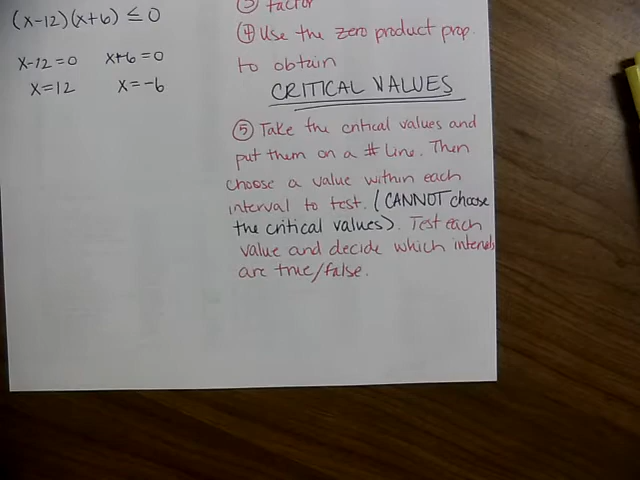 (x-12)(x+6) ≤ 0
x-12=0 x+6=0
x=12 x=-6
③ factor
④ Use the zero product prop.
to obtain
CRITICAL VALUES
⑤ Take the critical values and
put them on a # line. Then
choose a value within each
interval to test. (CANNOT choose
the critical values). Test each
value and decide which intervals
are true/false.